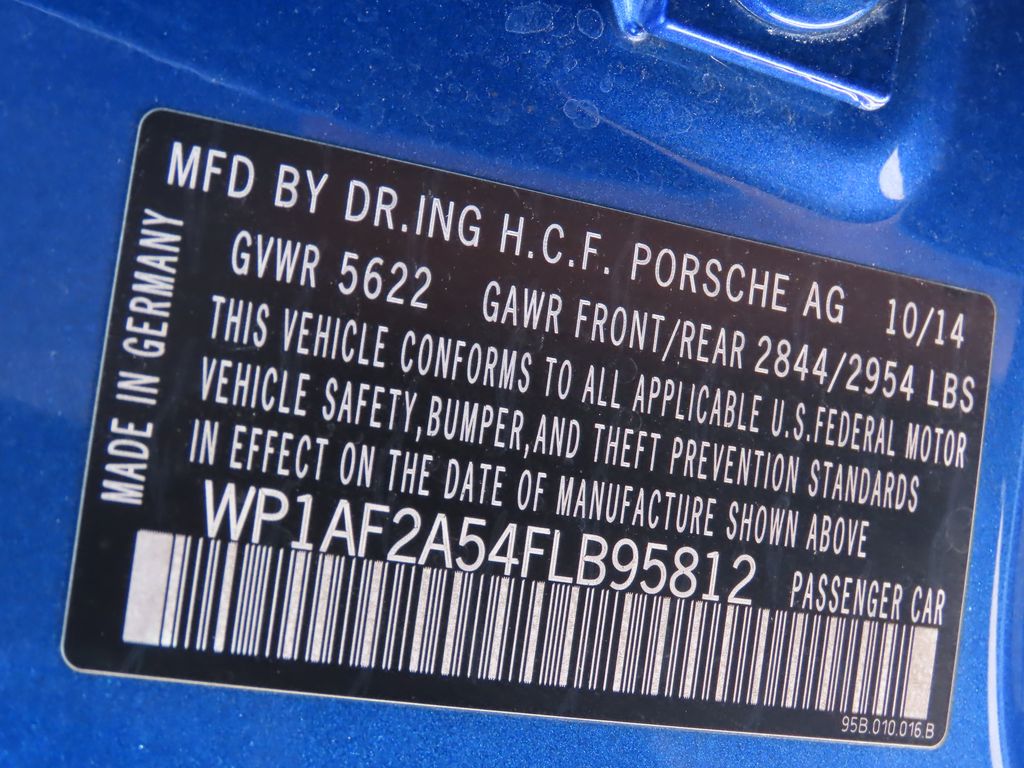 MFD BY DR.ING H.C.F. PORSCHE AG 10/14
GVWR 5622 GAWR FRONT/REAR 2844/2954 LBS
THIS VEHICLE CONFORMS TO ALL APPLICABLE U.S.FEDERAL MOTOR
VEHICLE SAFETY,BUMPER,AND THEFT PREVENTION STANDARDS
IN EFFECT ON THE DATE OF MANUFACTURE SHOWN ABOVE
WP1AF2A54FLB95812 PASSENGER CAR
95B.010.016.B
MADE IN GERMANY